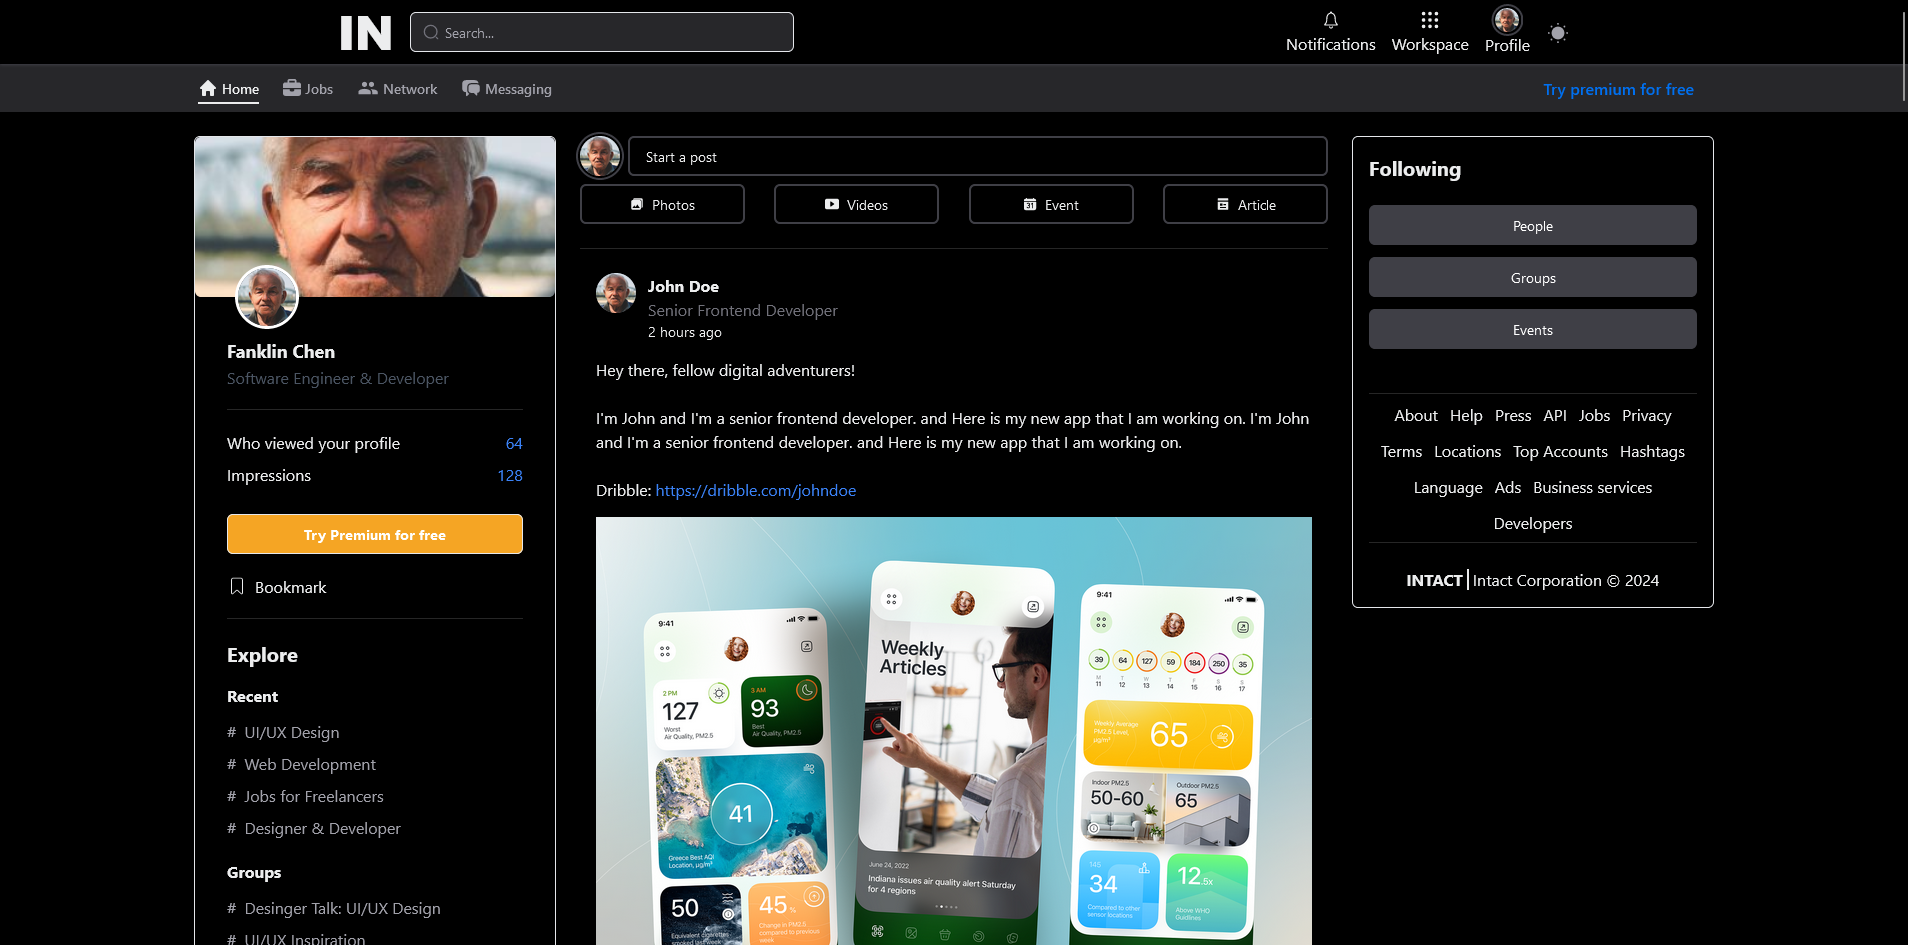 IN
Search...
Notifications
Workspace
Profile
Home
Jobs
Network
Messaging
Try premium for free
Fanklin Chen
Software Engineer & Developer
Who viewed your profile
64
Impressions
128
Try Premium for free
Bookmark
Explore
Recent
# UI/UX Design
# Web Development
# Jobs for Freelancers
# Designer & Developer
Groups
# Desinger Talk: UI/UX Design
# UI/UX Inspiration
Start a post
Photos
Videos
Event
Article
John Doe
Senior Frontend Developer
2 hours ago
Hey there, fellow digital adventurers!
I'm John and I'm a senior frontend developer. and Here is my new app that I am working on. I'm John
and I'm a senior frontend developer. and Here is my new app that I am working on.
Dribble: https://dribble.com/johndoe
9:41
2 PM
127
Worst
Air Quality, PM2.5
3 AM
93
Best
Air Quality, PM2.5
41
Greece Best AQI
Location, µg/m³
50
Equivalent cigarettes
smoked last week
45 %
Change in PM2.5
compared to previous
week
Weekly
Articles
June 24, 2022
Indiana issues air quality alert Saturday
for 4 regions
9:41
39 64 127 59 184 250 35
M T W T F S S
11 12 13 14 15 16 17
Weekly Average
PM2.5 Level,
µg/m³
65
Indoor PM2.5
50-60
Outdoor PM2.5
65
145
34
Compared to other
sensor locations
12.5x
Above WHO
Guidlines
Following
People
Groups
Events
About Help Press API Jobs Privacy
Terms Locations Top Accounts Hashtags
Language Ads Business services
Developers
INTACT Intact Corporation © 2024